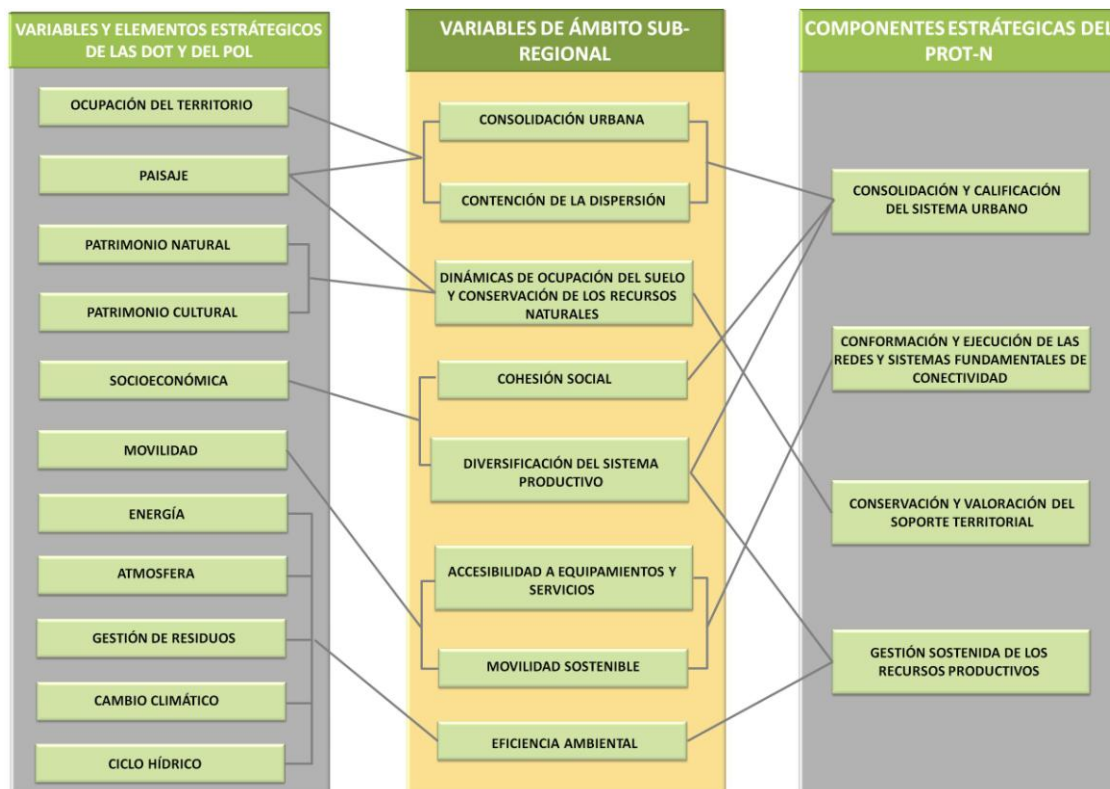 VARIABLES Y ELEMENTOS ESTRÁTEGICOS
DE LAS DOT Y DEL POL
OCUPACIÓN DEL TERRITORIO
PAISAJE
PATRIMONIO NATURAL
PATRIMONIO CULTURAL
SOCIOECONÓMICA
MOVILIDAD
ENERGÍA
ATMOSFERA
GESTIÓN DE RESIDUOS
CAMBIO CLIMÁTICO
CICLO HÍDRICO
VARIABLES DE ÁMBITO SUB-
REGIONAL
CONSOLIDACIÓN URBANA
CONTENCIÓN DE LA DISPERSIÓN
DINÁMICAS DE OCUPACIÓN DEL SUELO
Y CONSERVACIÓN DE LOS RECURSOS
NATURALES
COHESIÓN SOCIAL
DIVERSIFICACIÓN DEL SISTEMA
PRODUCTIVO
ACCESIBILIDAD A EQUIPAMIENTOS Y
SERVICIOS
MOVILIDAD SOSTENIBLE
EFICIENCIA AMBIENTAL
COMPONENTES ESTRÁTEGICAS DEL
PROT-N
CONSOLIDACIÓN Y CALIFICACIÓN
DEL SISTEMA URBANO
CONFORMACIÓN Y EJECUCIÓN DE LAS
REDES Y SISTEMAS FUNDAMENTALES DE
CONECTIVIDAD
CONSERVACIÓN Y VALORACIÓN DEL
SOPORTE TERRITORIAL
GESTIÓN SOSTENIDA DE LOS
RECURSOS PRODUCTIVOS